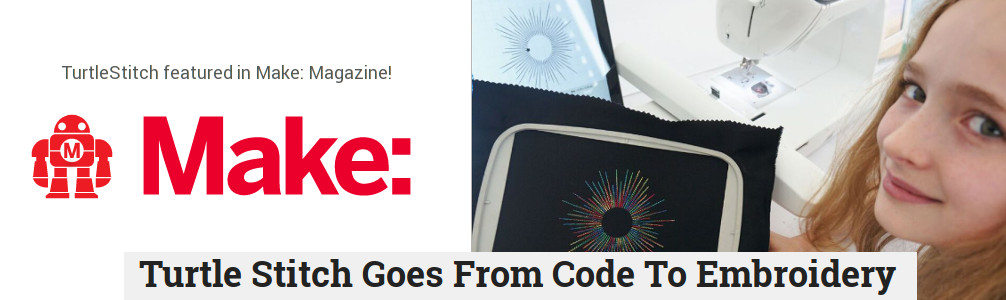 TurtleStitch featured in Make: Magazine!
M
Make:
Turtle Stitch Goes From Code To Embroidery